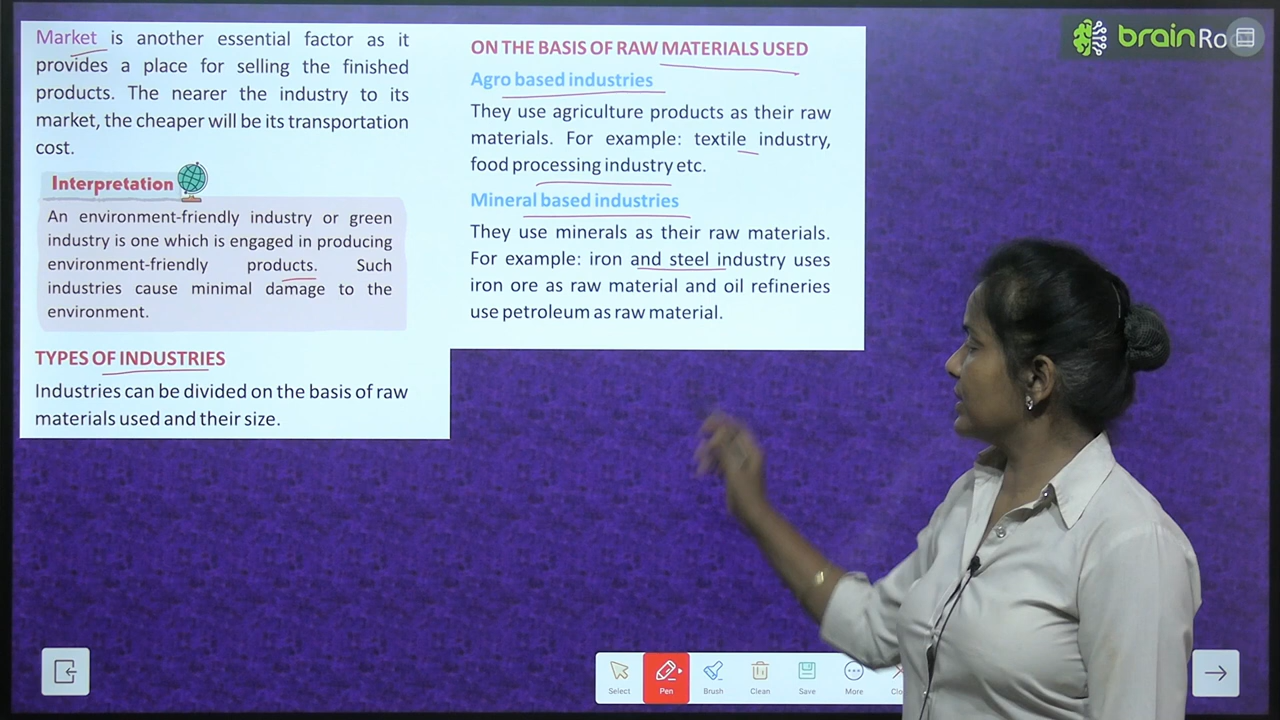 Market is another essential factor as it
provides a place for selling the finished
products. The nearer the industry to its
market, the cheaper will be its transportation
cost.
Interpretation
An environment-friendly industry or green
industry is one which is engaged in producing
environment-friendly products. Such
industries cause minimal damage to the
environment.
TYPES OF INDUSTRIES
Industries can be divided on the basis of raw
materials used and their size.
ON THE BASIS OF RAW MATERIALS USED
Agro based industries
They use agriculture products as their raw
materials. For example: textile industry,
food processing industry etc.
Mineral based industries
They use minerals as their raw materials.
For example: iron and steel industry uses
iron ore as raw material and oil refineries
use petroleum as raw material.
brain
Select Pen Brush Clean Save More